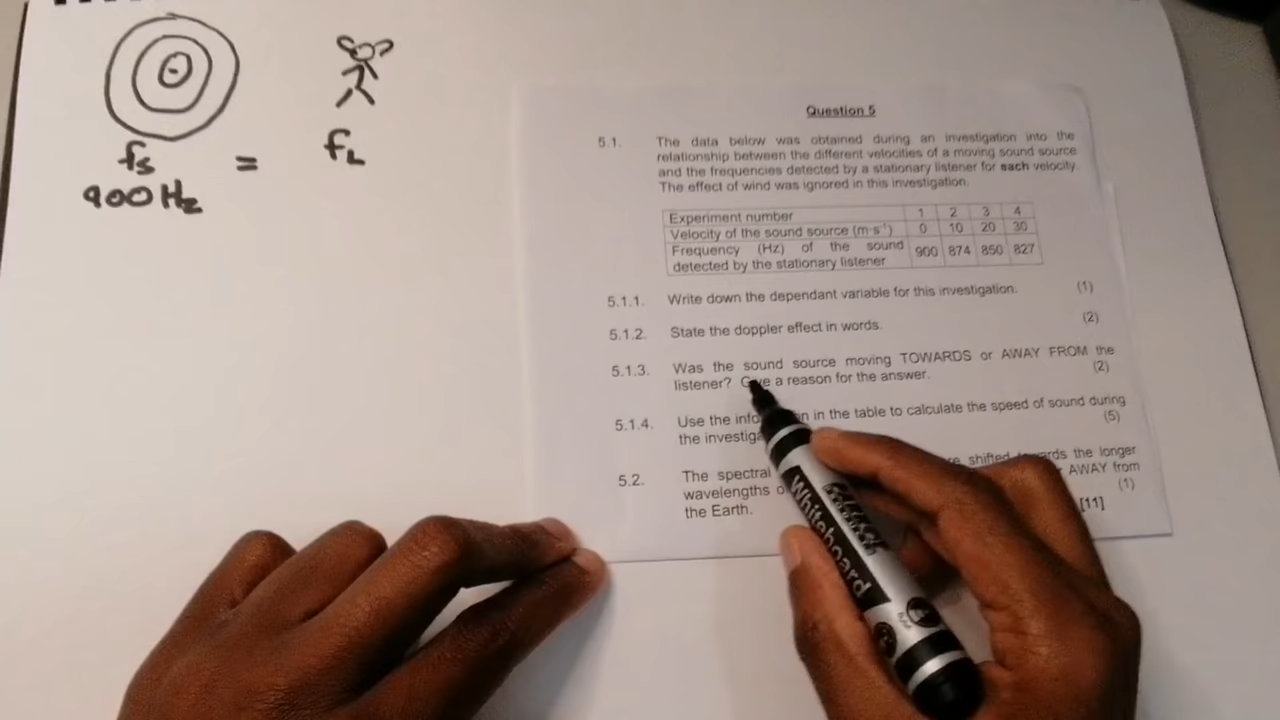 fs = fL
900Hz
Question 5
5.1. The data below was obtained during an investigation into the
relationship between the different velocities of a moving sound source
and the frequencies detected by a stationary listener for each velocity.
The effect of wind was ignored in this investigation.
Experiment number 1 2 3 4
Velocity of the sound source (m·s⁻¹) 0 10 20 30
Frequency (Hz) of the sound
detected by the stationary listener 900 874 850 827
5.1.1. Write down the dependant variable for this investigation. (1)
5.1.2. State the doppler effect in words. (2)
5.1.3. Was the sound source moving TOWARDS or AWAY FROM the
listener? Give a reason for the answer. (2)
5.1.4. Use the in the table to calculate the speed of sound during
the (5)
5.2. The spectral shifted towards the longer
wavelengths AWAY from
the Earth. (1)
[11]
Whiteboard